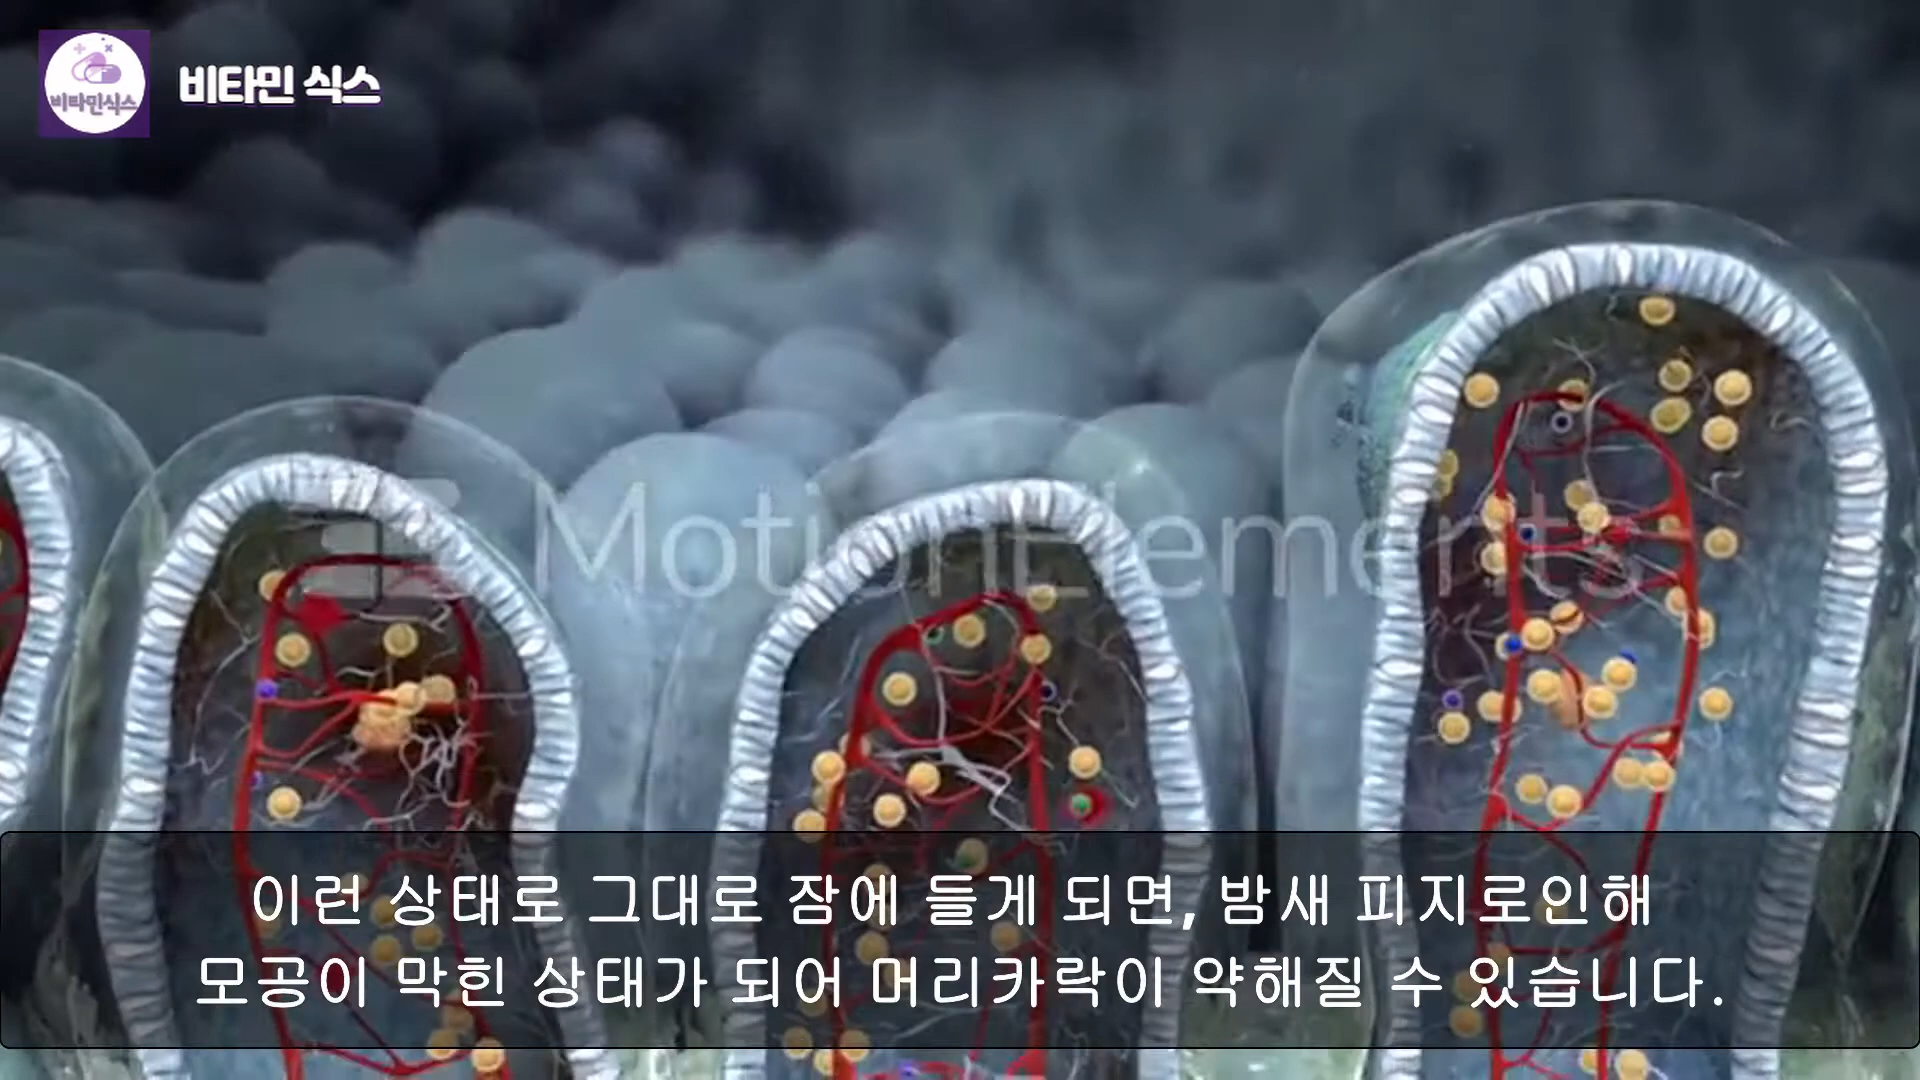 비타민식스
비타민 식스
MotionElements
이런 상태로 그대로 잠에 들게 되면, 밤새 피지로인해
모공이 막힌 상태가 되어 머리카락이 약해질 수 있습니다.